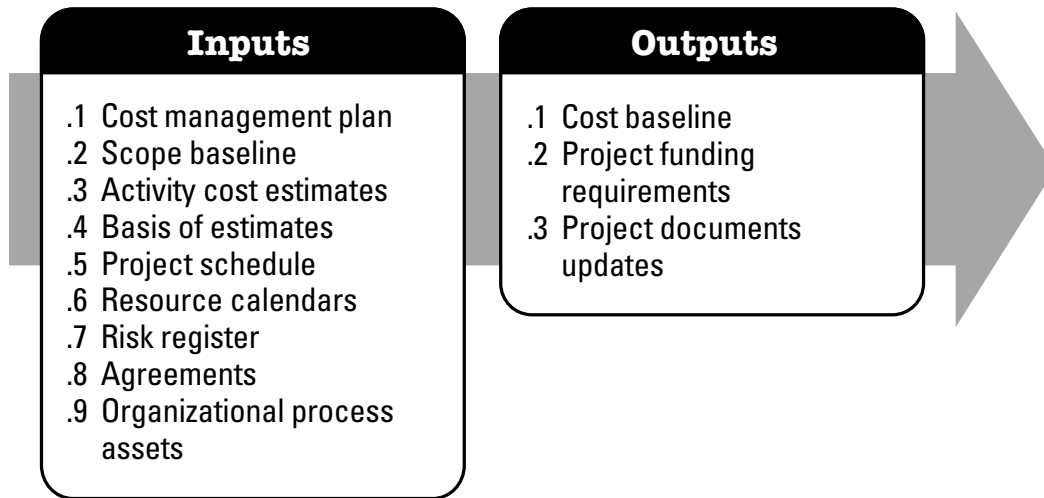 Inputs
.1 Cost management plan
.2 Scope baseline
.3 Activity cost estimates
.4 Basis of estimates
.5 Project schedule
.6 Resource calendars
.7 Risk register
.8 Agreements
.9 Organizational process
assets
Outputs
.1 Cost baseline
.2 Project funding
requirements
.3 Project documents
updates